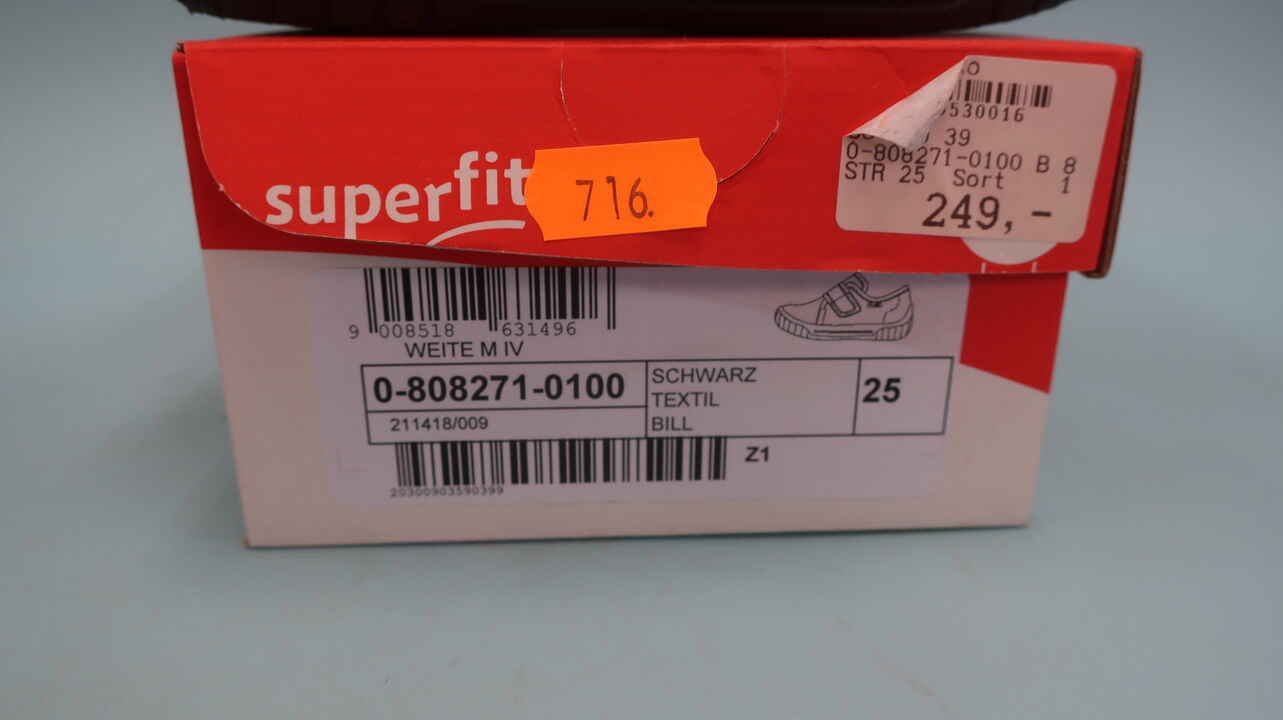 superfit
716.
530016
39
0-808271-0100 B 8
STR 25 Sort 1
249,-
9 008518 631496
WEITE M IV
0-808271-0100
211418/009
SCHWARZ
TEXTIL
BILL
25
Z1
20300903590399